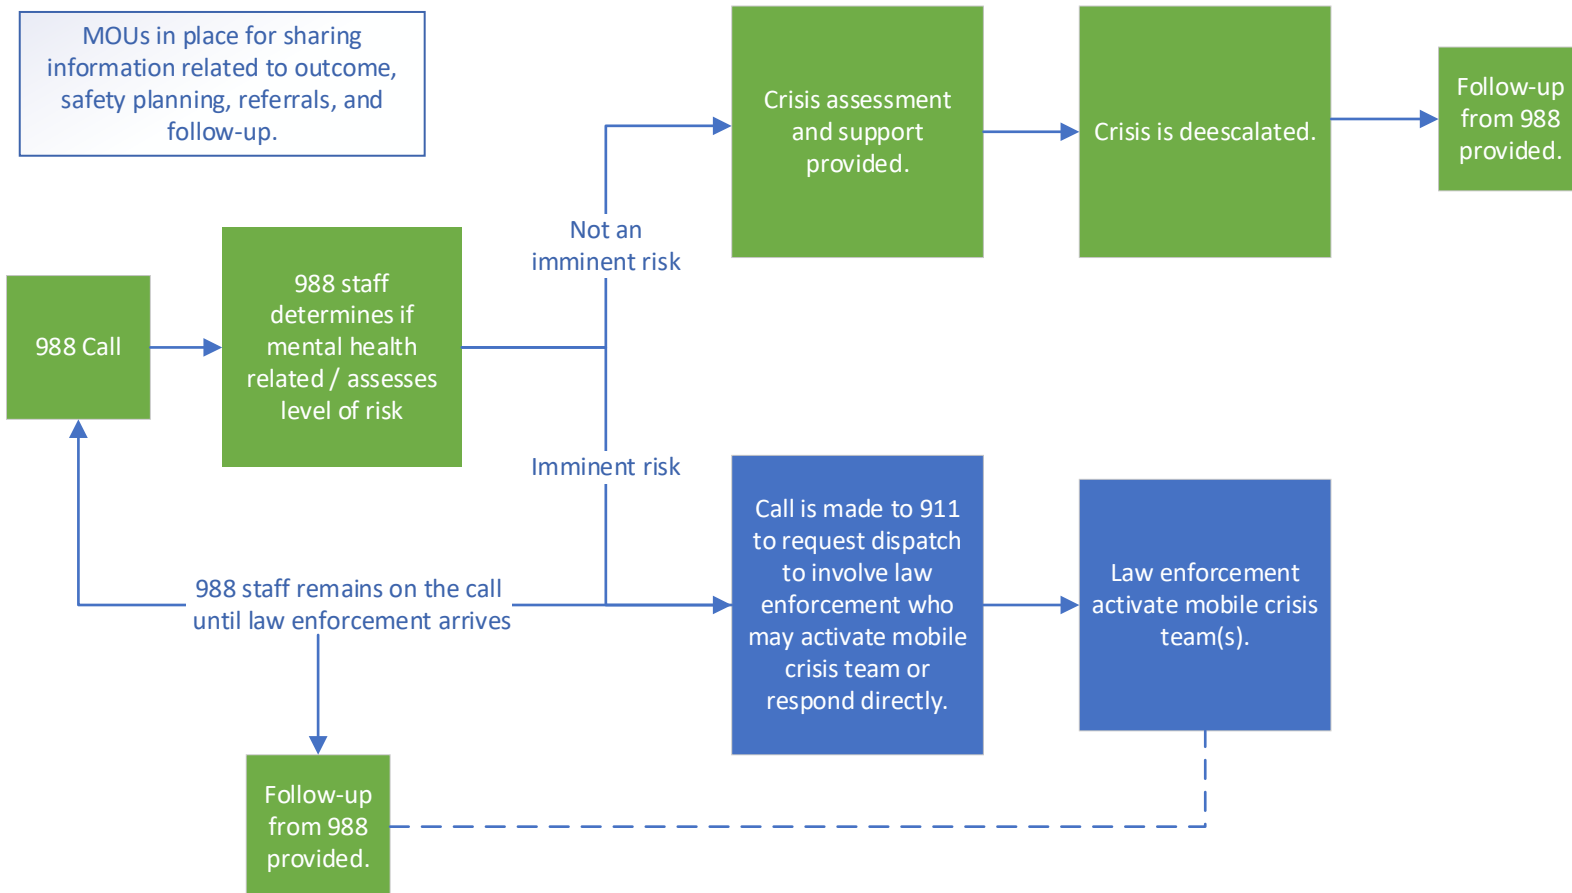 MOUs in place for sharing
information related to outcome,
safety planning, referrals, and
follow-up.
Crisis assessment
and support
provided.
Crisis is deescalated.
Follow-up
from 988
provided.
Not an
imminent risk
988 Call
988 staff
determines if
mental health
related / assesses
level of risk
Imminent risk
Call is made to 911
to request dispatch
to involve law
enforcement who
may activate mobile
crisis team or
respond directly.
Law enforcement
activate mobile crisis
team(s).
988 staff remains on the call
until law enforcement arrives
Follow-up
from 988
provided.